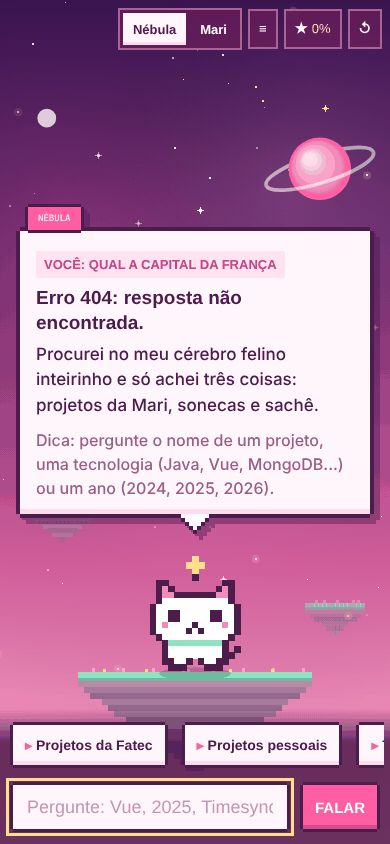 Nébula Mari ≡ ★ 0% ↺
NÉBULA
VOCÊ: QUAL A CAPITAL DA FRANÇA
Erro 404: resposta não
encontrada.
Procurei no meu cérebro felino
inteirinho e só achei três coisas:
projetos da Mari, sonecas e sachê.
Dica: pergunte o nome de um projeto,
uma tecnologia (Java, Vue, MongoDB...)
ou um ano (2024, 2025, 2026).
▸ Projetos da Fatec ▸ Projetos pessoais ▸
Pergunte: Vue, 2025, Timesync FALAR